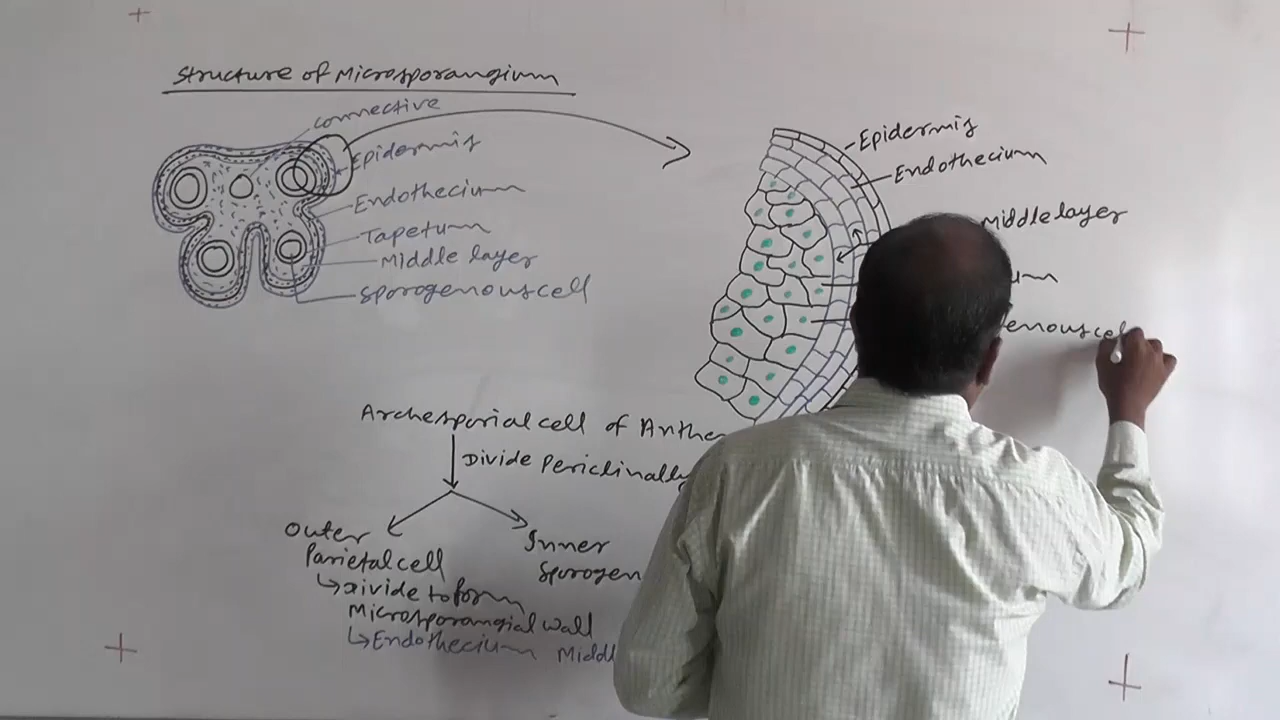 Structure of Microsporangium
Connective
Epidermis
Endothecium
Tapetum
Middle layer
Sporogenous cell
Epidermis
Endothecium
Middle layer
Archesporial cell of Anthe
Divide Periclinally
Outer
Parietal cell
Divide to form
Microsporangial wall
Endothecium Middl
Inner
Sporogen